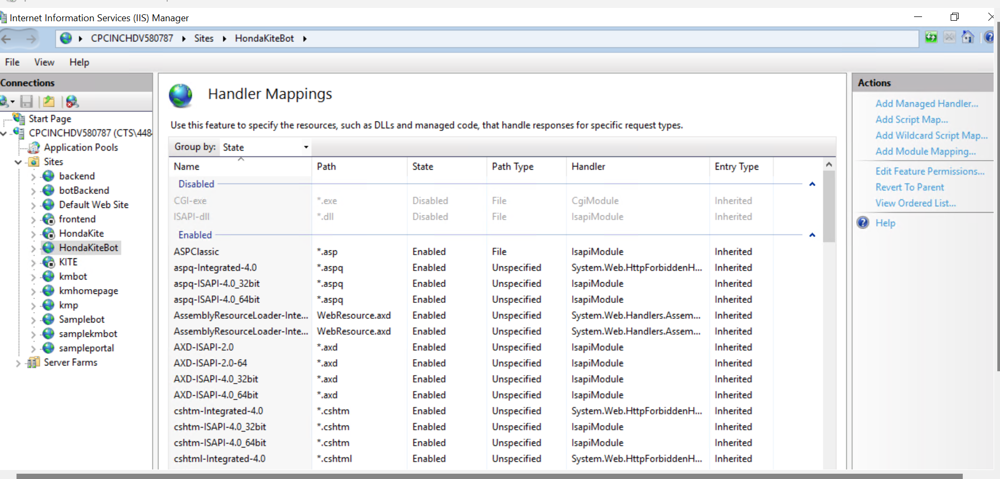 Internet Information Services (IIS) Manager
CPCINCHDV580787 Sites HondaKiteBot
File View Help
Connections
Start Page
CPCINCHDV580787 (CTS\448
Application Pools
Sites
backend
botBackend
Default Web Site
frontend
HondaKite
HondaKiteBot
KITE
kmbot
kmhomepage
kmp
Samplebot
samplekmbot
sampleportal
Server Farms
Handler Mappings
Use this feature to specify the resources, such as DLLs and managed code, that handle responses for specific request types.
Group by: State
Name Path State Path Type Handler Entry Type
Disabled
CGI-exe *.exe Disabled File CgiModule Inherited
ISAPI-dll *.dll Disabled File IsapiModule Inherited
Enabled
ASPClassic *.asp Enabled File IsapiModule Inherited
aspq-Integrated-4.0 *.aspq Enabled Unspecified System.Web.HttpForbiddenH... Inherited
aspq-ISAPI-4.0_32bit *.aspq Enabled Unspecified IsapiModule Inherited
aspq-ISAPI-4.0_64bit *.aspq Enabled Unspecified IsapiModule Inherited
AssemblyResourceLoader-Inte... WebResource.axd Enabled Unspecified System.Web.Handlers.Assem... Inherited
AssemblyResourceLoader-Inte... WebResource.axd Enabled Unspecified System.Web.Handlers.Assem... Inherited
AXD-ISAPI-2.0 *.axd Enabled Unspecified IsapiModule Inherited
AXD-ISAPI-2.0-64 *.axd Enabled Unspecified IsapiModule Inherited
AXD-ISAPI-4.0_32bit *.axd Enabled Unspecified IsapiModule Inherited
AXD-ISAPI-4.0_64bit *.axd Enabled Unspecified IsapiModule Inherited
cshtm-Integrated-4.0 *.cshtm Enabled Unspecified System.Web.HttpForbiddenH... Inherited
cshtm-ISAPI-4.0_32bit *.cshtm Enabled Unspecified IsapiModule Inherited
cshtm-ISAPI-4.0_64bit *.cshtm Enabled Unspecified IsapiModule Inherited
cshtml-Integrated-4.0 *.cshtml Enabled Unspecified System.Web.HttpForbiddenH... Inherited
Actions
Add Managed Handler...
Add Script Map...
Add Wildcard Script Map...
Add Module Mapping...
Edit Feature Permissions...
Revert To Parent
View Ordered List...
Help